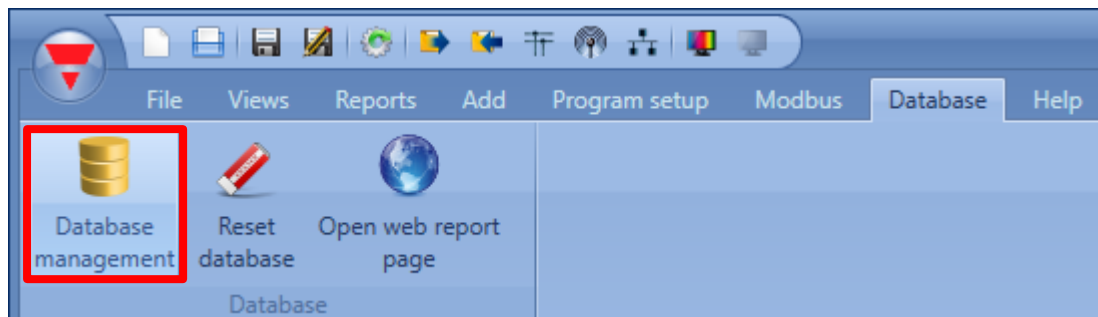 File Views Reports Add Program setup Modbus Database Help
Database management
Reset database
Open web report page
Database